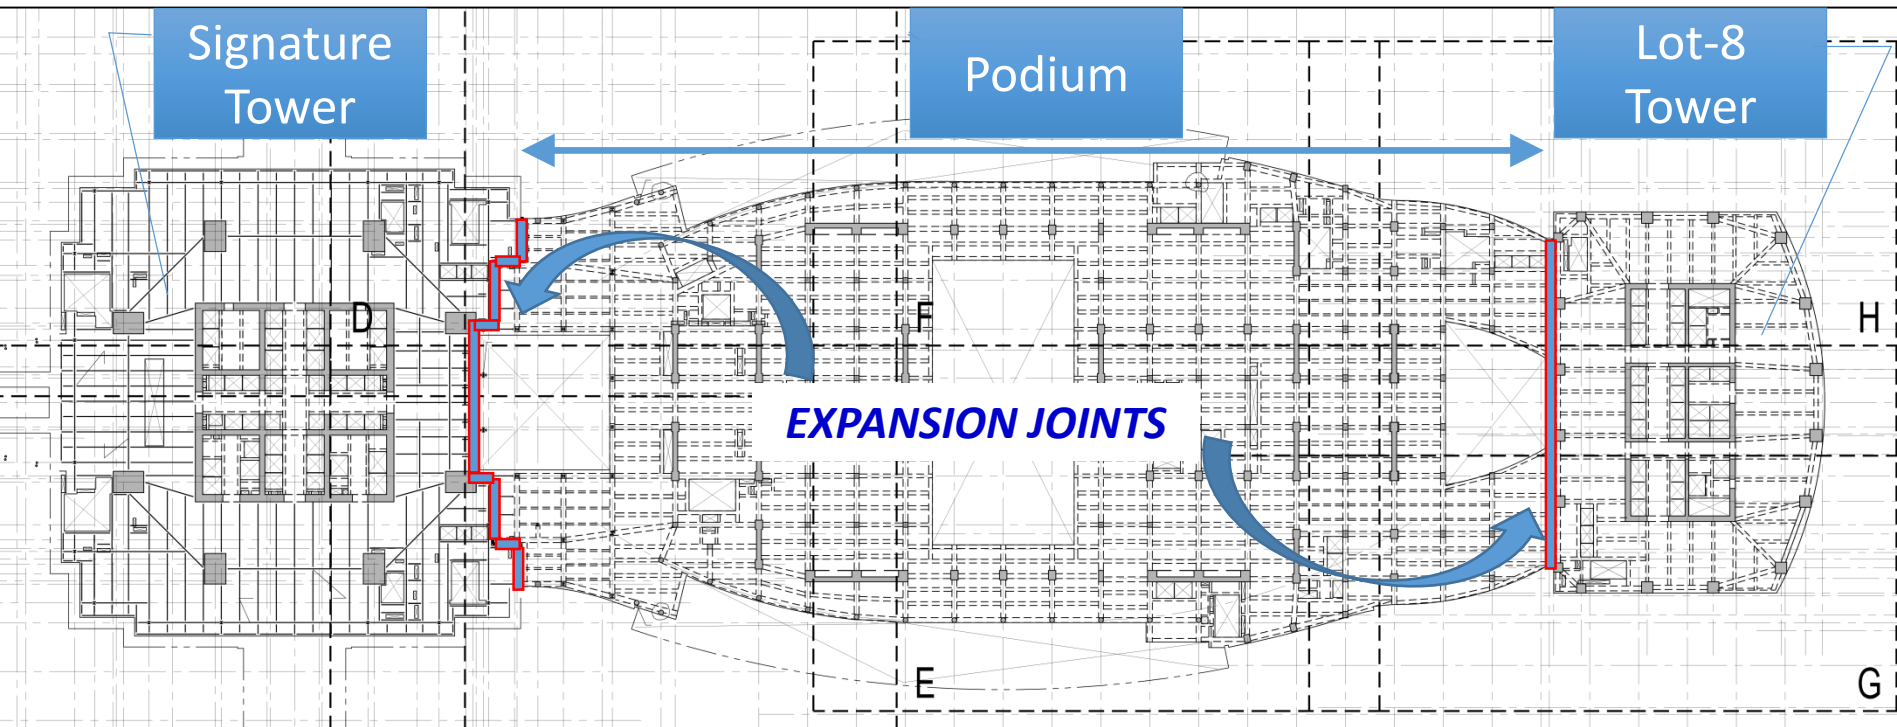 Signature
Tower
Podium
Lot-8
Tower
D
F
H
EXPANSION JOINTS
E
G